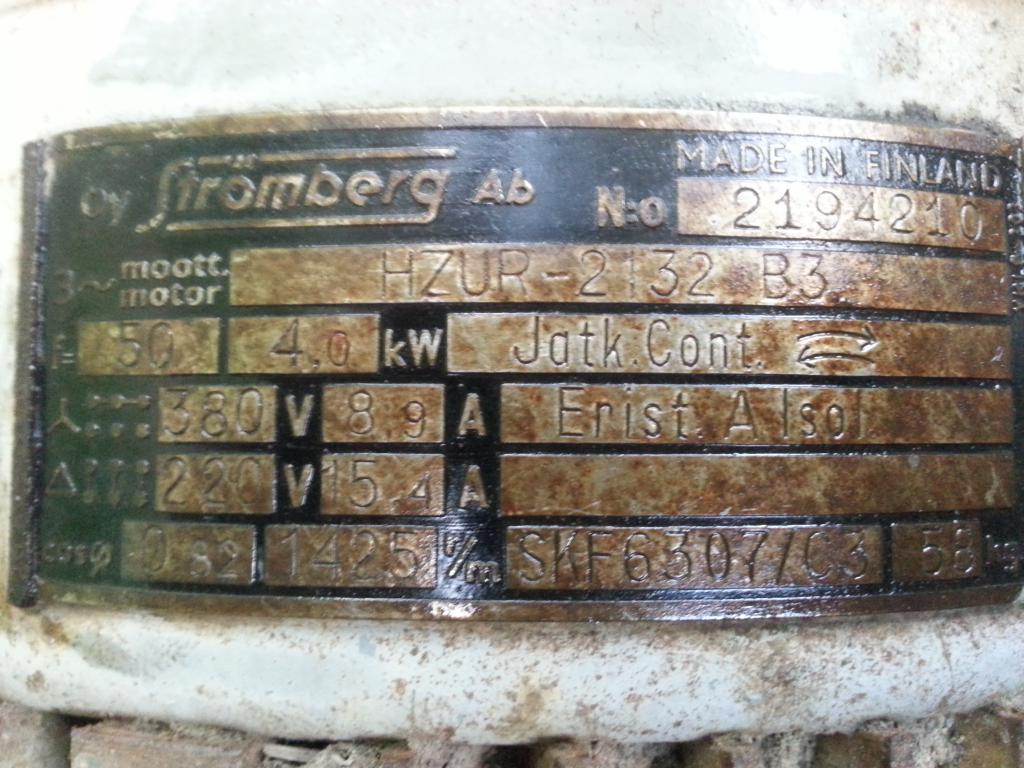 MADE IN FINLAND
Oy Strömberg Ab N:o 2194210
3~ moott. HZUR-2132 B3
motor
F= 50 4,0 kW Jatk.Cont.
380 V 8.9 A Erist. A Isol.
Δ 220 V 15.4 A
cosφ 0.82 1425 r/m SKF6307/C3 58 kg